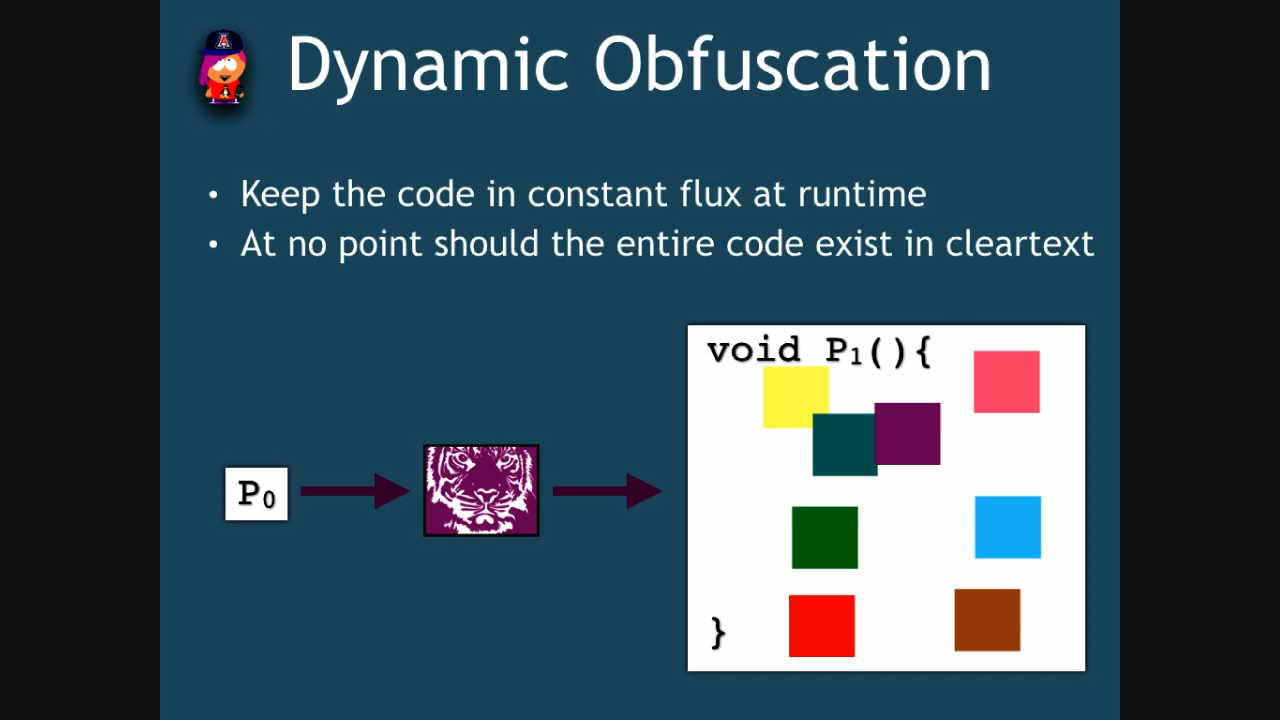 A
Dynamic Obfuscation
• Keep the code in constant flux at runtime
• At no point should the entire code exist in cleartext
void P₁(){
P₀
}